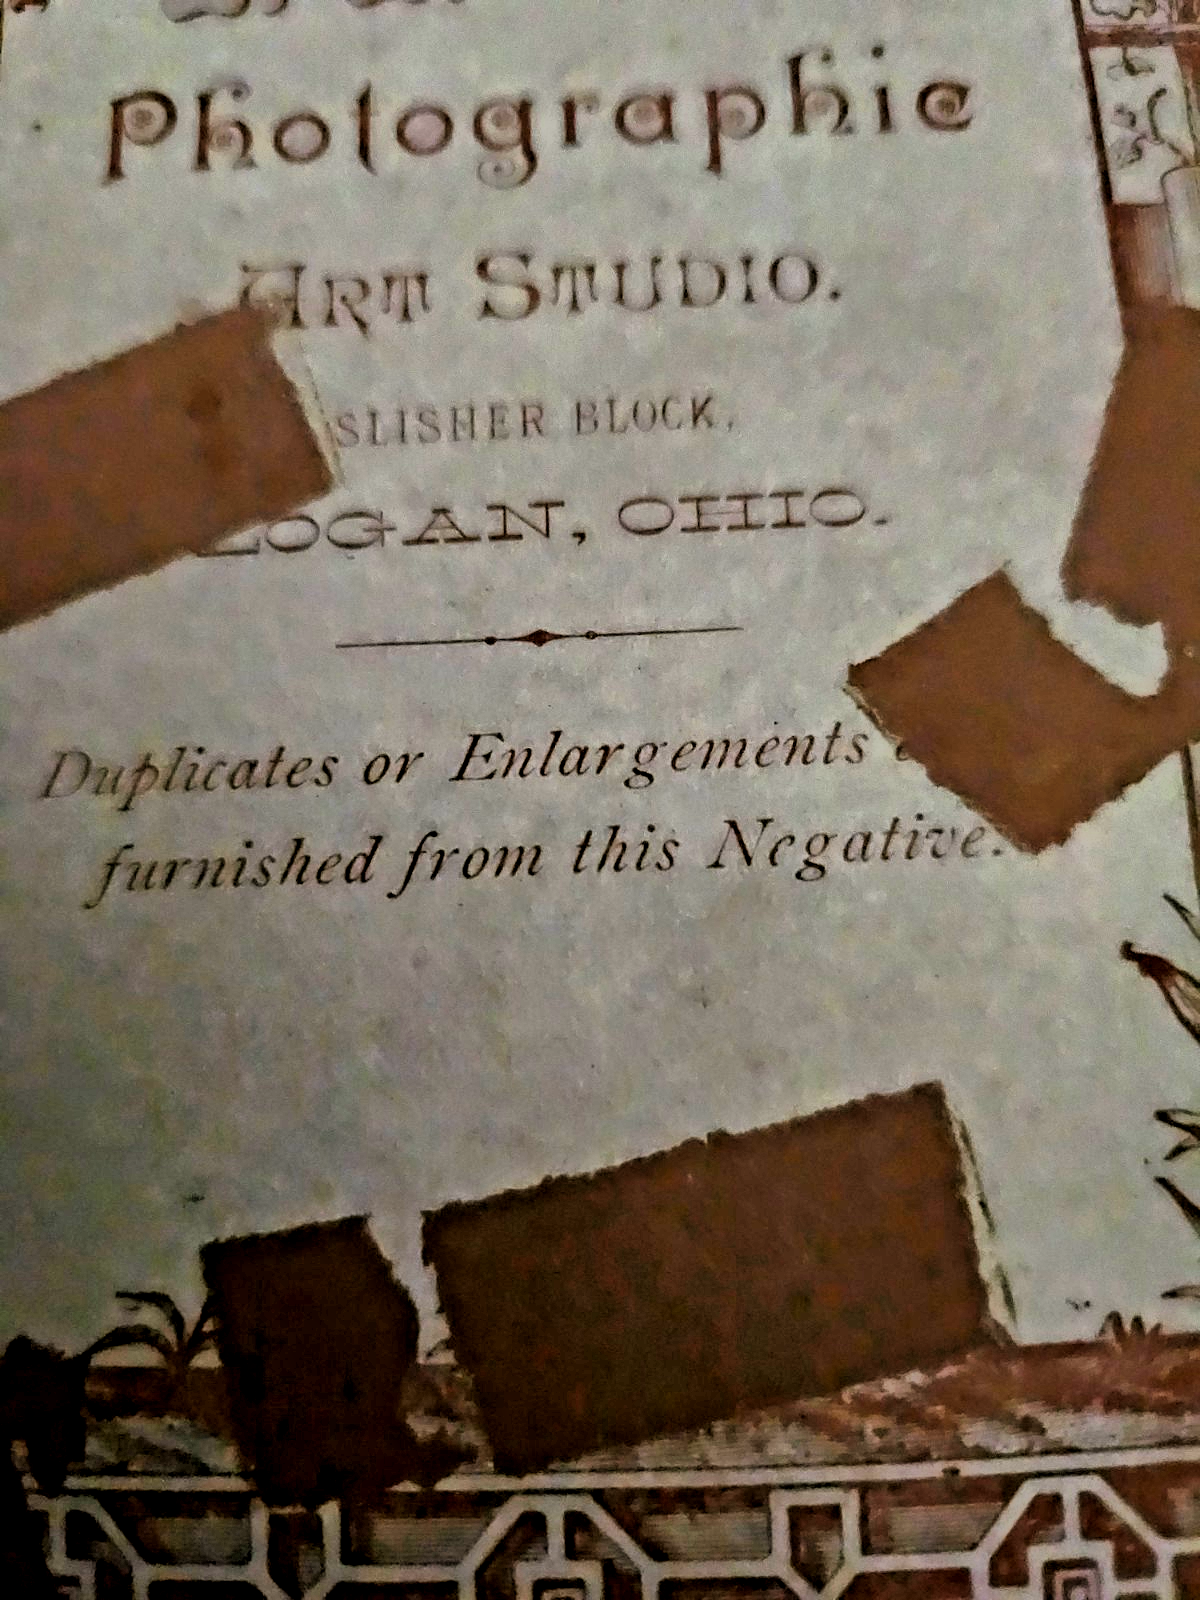 Photographic
ART STUDIO.
SLISHER BLOCK,
LOGAN, OHIO.
Duplicates or Enlargements
furnished from this Negative.